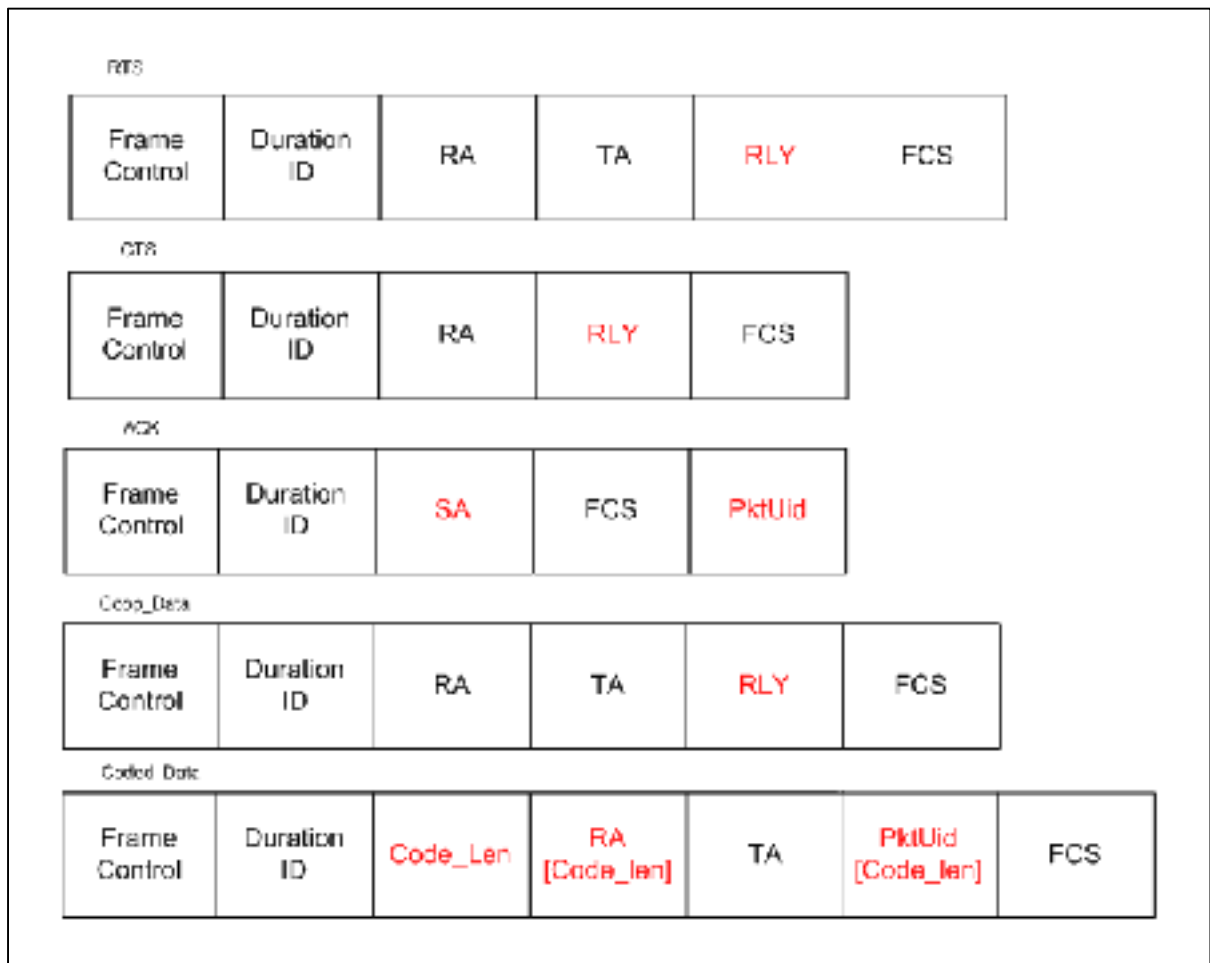 RTS
Frame Control
Duration ID
RA
TA
RLY
FCS
CTS
Frame Control
Duration ID
RA
RLY
FCS
ACK
Frame Control
Duration ID
SA
FCS
PktUid
Coop_Data
Frame Control
Duration ID
RA
TA
RLY
FCS
Coded_Data
Frame Control
Duration ID
Code_Len
RA [Code_len]
TA
PktUid [Code_len]
FCS